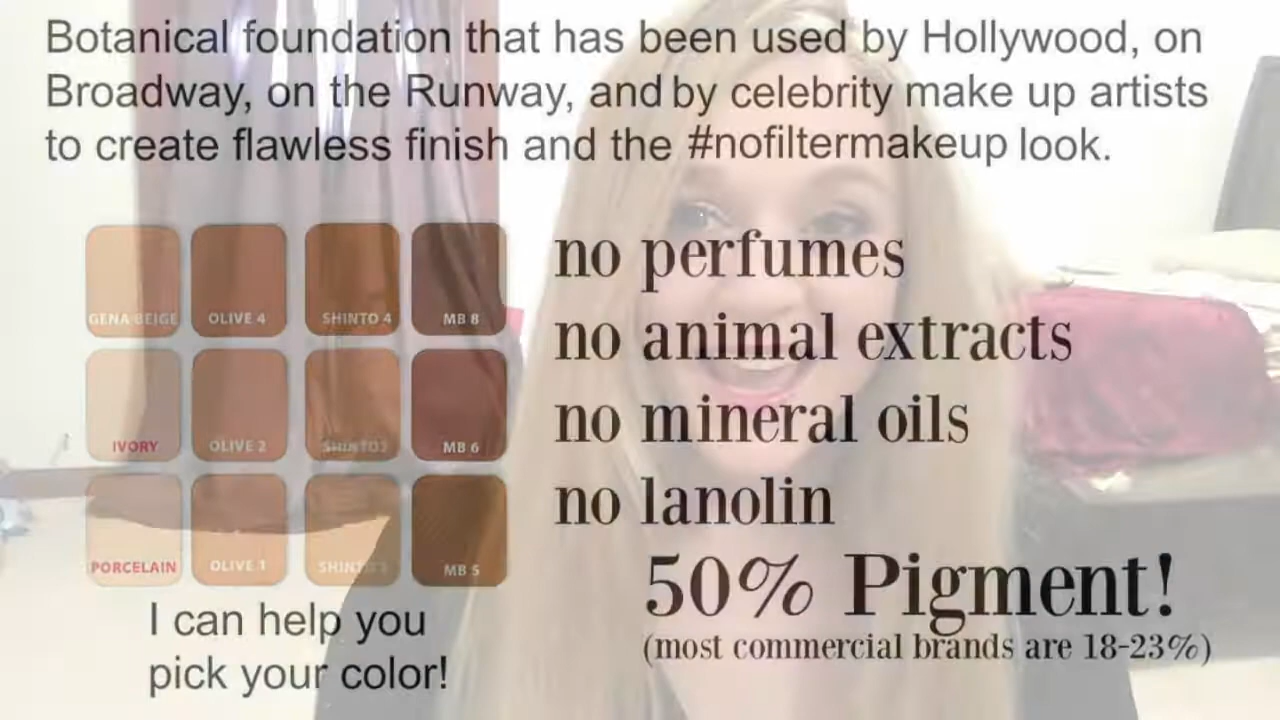 Botanical foundation that has been used by Hollywood, on
Broadway, on the Runway, and by celebrity make up artists
to create flawless finish and the #nofiltermakeup look.
GENA BEIGE OLIVE 4 SHINTO 4 MB 8
IVORY OLIVE 2 MB 6
PORCELAIN OLIVE 1 MB 5
no perfumes
no animal extracts
no mineral oils
no lanolin
50% Pigment!
(most commercial brands are 18-23%)
I can help you
pick your color!